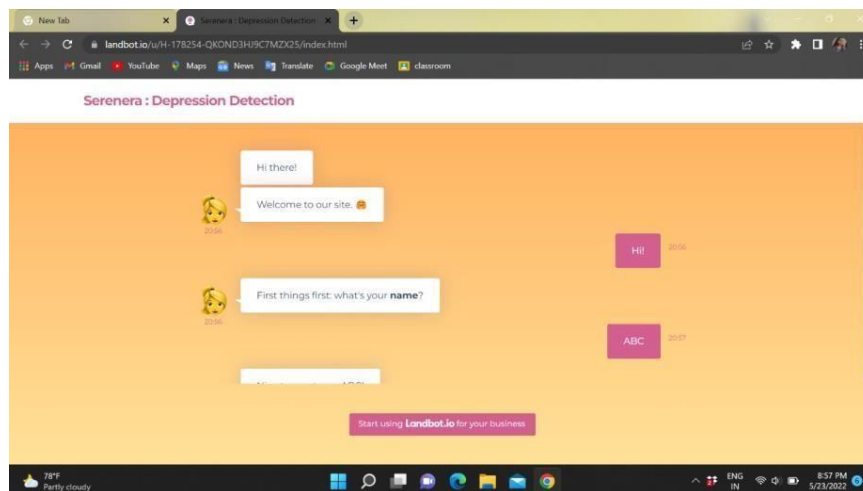 New Tab
Serenera : Depression Detection
landbot.io/u/H-178254-QKOND3HJ9C7MZX25/index.html
Apps Gmail YouTube Maps News Translate Google Meet classroom
Serenera : Depression Detection
Hi there!
Welcome to our site. 🤗
20:56
Hi! 20:56
First things first: what's your name?
20:56
ABC 20:57
Start using Landbot.io for your business
78°F
Partly cloudy
ENG
IN
8:57 PM
5/23/2022